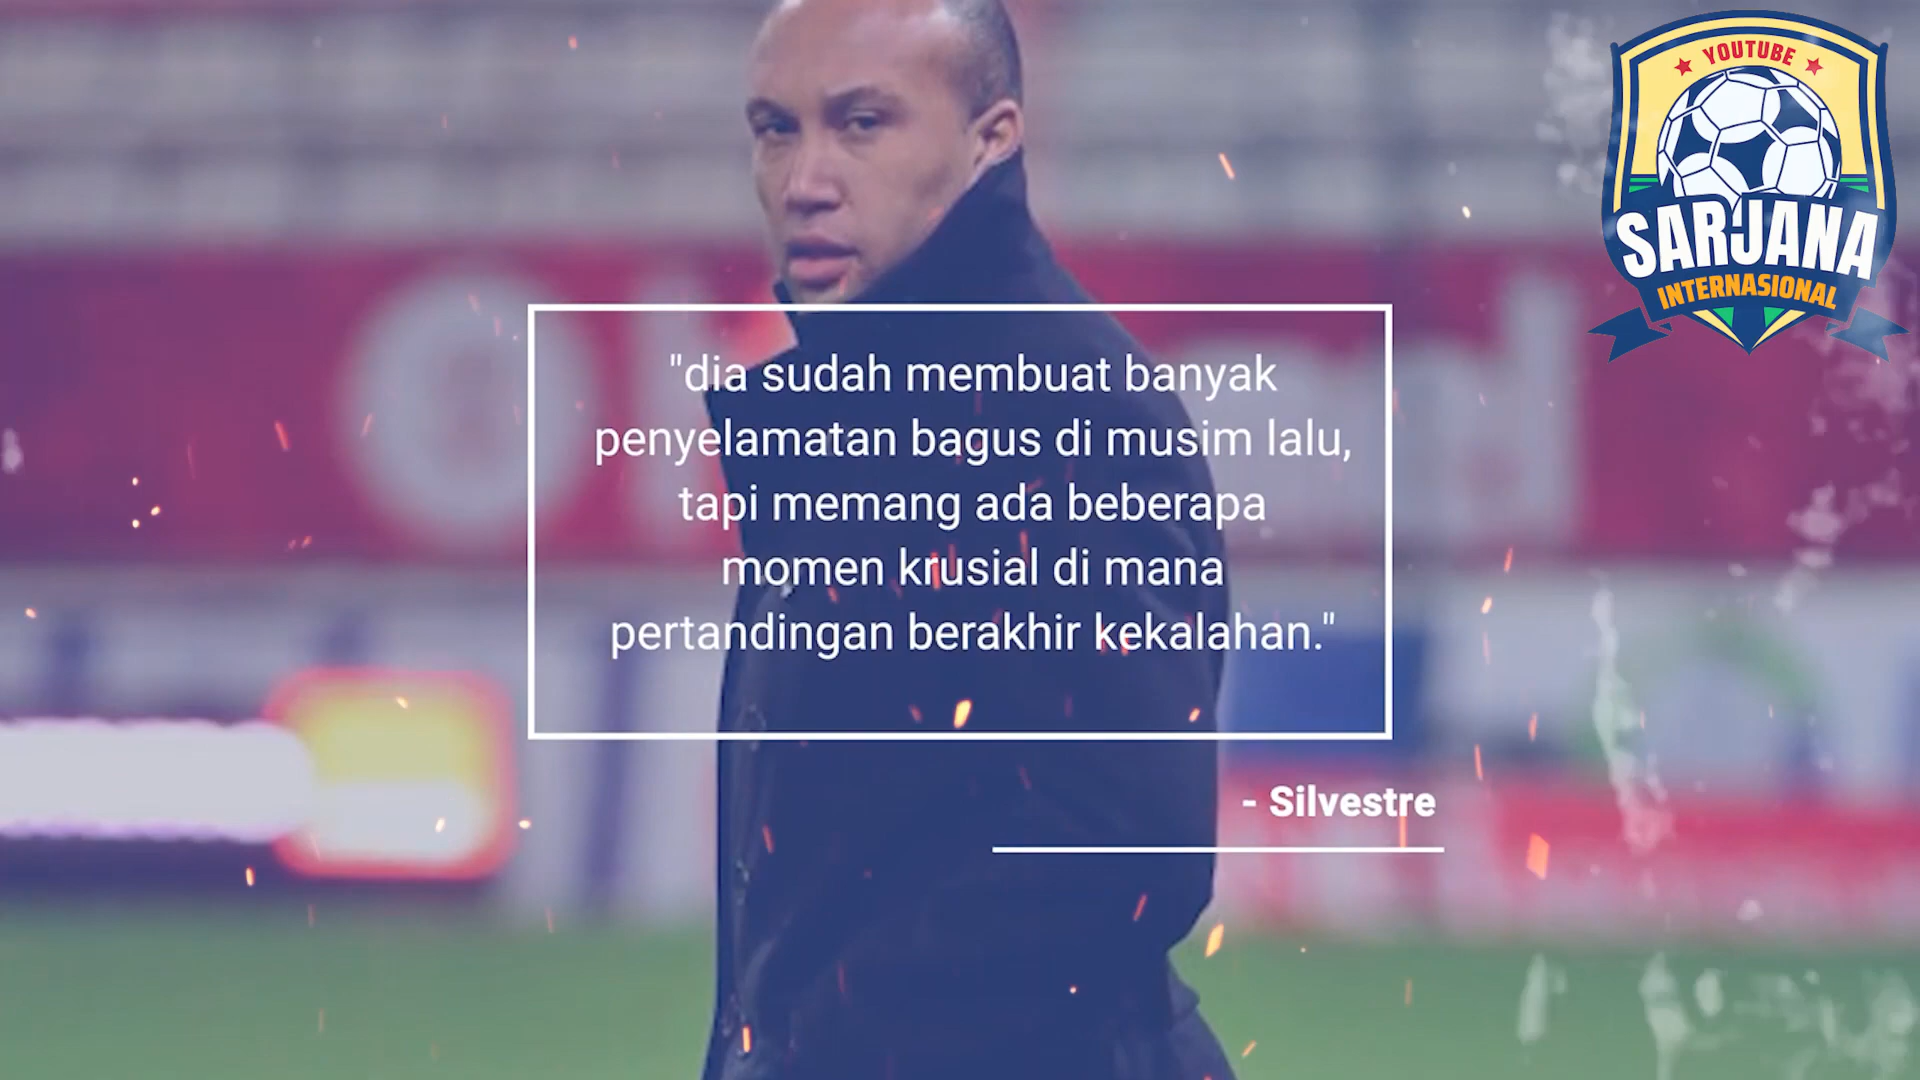 YOUTUBE
SARJANA
INTERNASIONAL
"dia sudah membuat banyak
penyelamatan bagus di musim lalu,
tapi memang ada beberapa
momen krusial di mana
pertandingan berakhir kekalahan."
- Silvestre